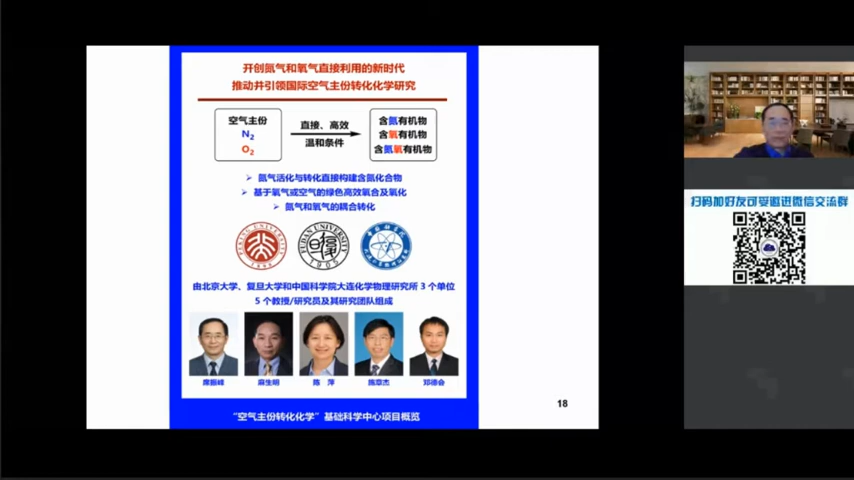 开创氮气和氧气直接利用的新时代
推动并引领国际空气主份转化化学研究
空气主份
N₂
O₂
直接、高效
温和条件
含氮有机物
含氧有机物
含氮氧有机物
氮气活化与转化直接构建含氮化合物
基于氧气或空气的绿色高效氧合及氧化
氮气和氧气的耦合转化
PEKING UNIVERSITY
1898
FUDAN UNIVERSITY
1905
由北京大学、复旦大学和中国科学院大连化学物理研究所 3 个单位
5 个教授/研究员及其研究团队组成
席振峰
麻生明
陈 萍
施章杰
邓德会
“空气主份转化化学”基础科学中心项目概览
18
扫码加好友可受邀进微信交流群